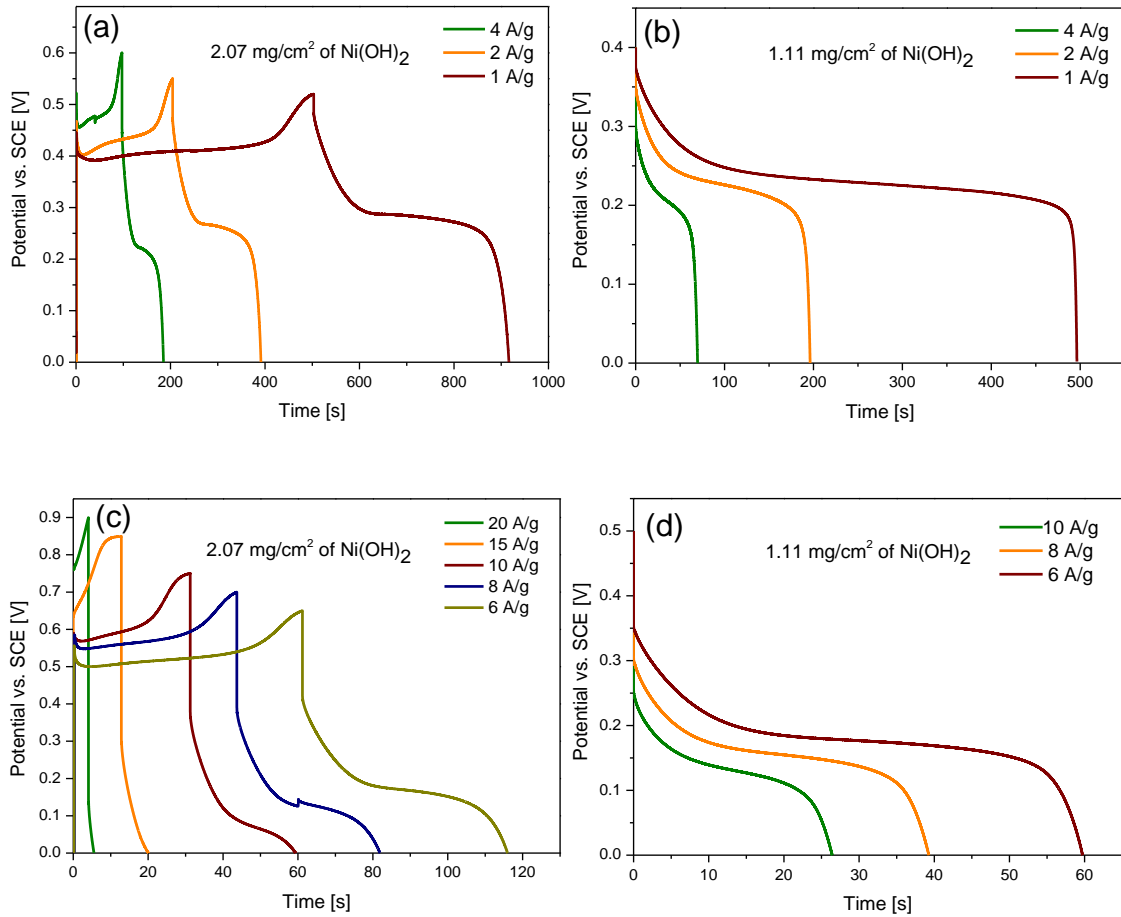 (a)
2.07 mg/cm² of Ni(OH)₂
4 A/g
2 A/g
1 A/g
0.6
0.5
0.4
0.3
0.2
0.1
0.0
Potential vs. SCE [V]
0
200
400
600
800
1000
Time [s]
(b)
1.11 mg/cm² of Ni(OH)₂
4 A/g
2 A/g
1 A/g
0.4
0.3
0.2
0.1
0.0
Potential vs. SCE [V]
0
100
200
300
400
500
Time [s]
(c)
2.07 mg/cm² of Ni(OH)₂
20 A/g
15 A/g
10 A/g
8 A/g
6 A/g
0.9
0.8
0.7
0.6
0.5
0.4
0.3
0.2
0.1
0.0
Potential vs. SCE [V]
0
20
40
60
80
100
120
Time [s]
(d)
1.11 mg/cm² of Ni(OH)₂
10 A/g
8 A/g
6 A/g
0.5
0.4
0.3
0.2
0.1
0.0
Potential vs. SCE [V]
0
10
20
30
40
50
60
Time [s]